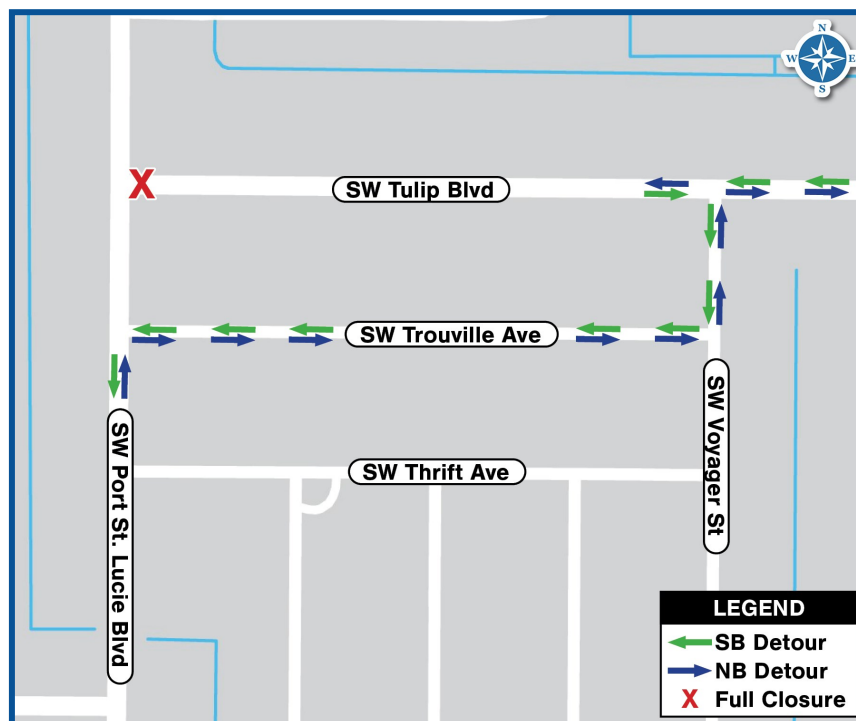 N
W E
S
X
SW Tulip Blvd
SW Trouville Ave
SW Thrift Ave
SW Port St. Lucie Blvd
SW Voyager St
LEGEND
SB Detour
NB Detour
X Full Closure